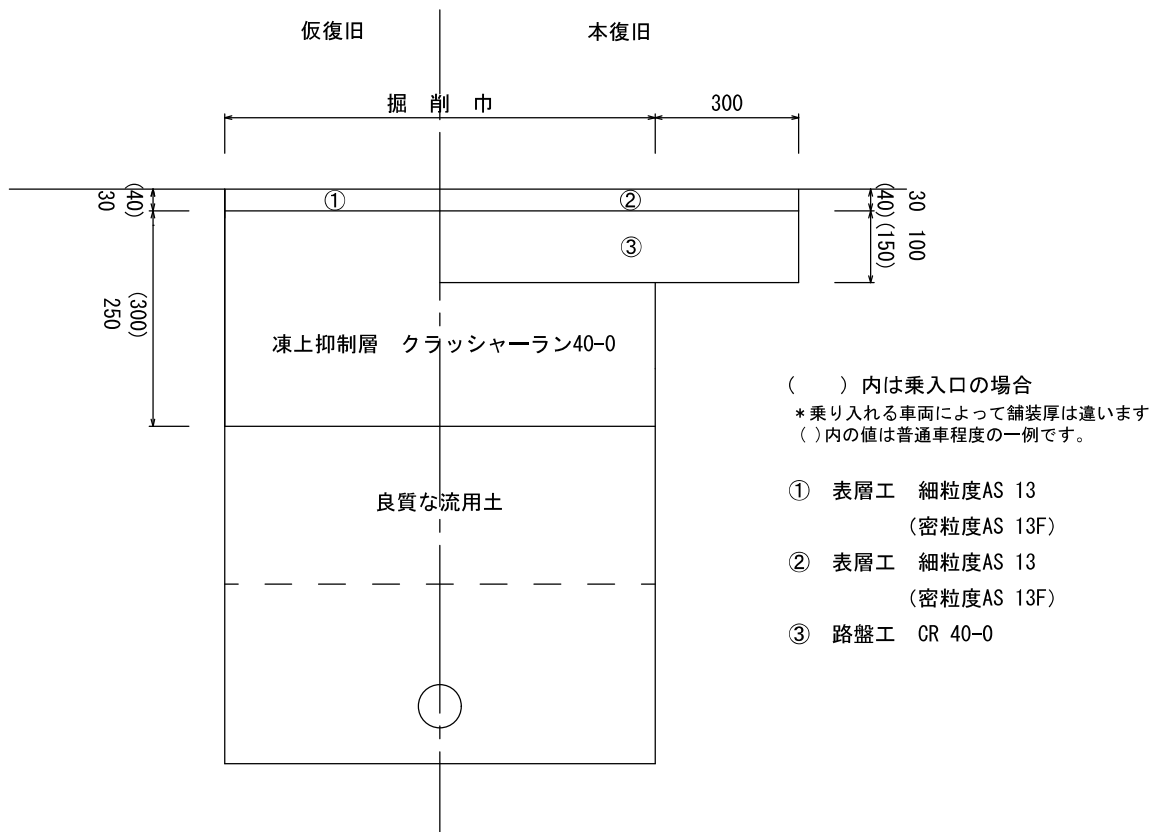 仮復旧
本復旧
掘 削 巾
300
(40)
30
①
②
30
(40)
③
100
(150)
(300)
250
凍上抑制層 クラッシャーラン40-0
( ) 内は乗入口の場合
*乗り入れる車両によって舗装厚は違います
( )内の値は普通車程度の一例です。
良質な流用土
① 表層工 細粒度AS 13
(密粒度AS 13F)
② 表層工 細粒度AS 13
(密粒度AS 13F)
③ 路盤工 CR 40-0